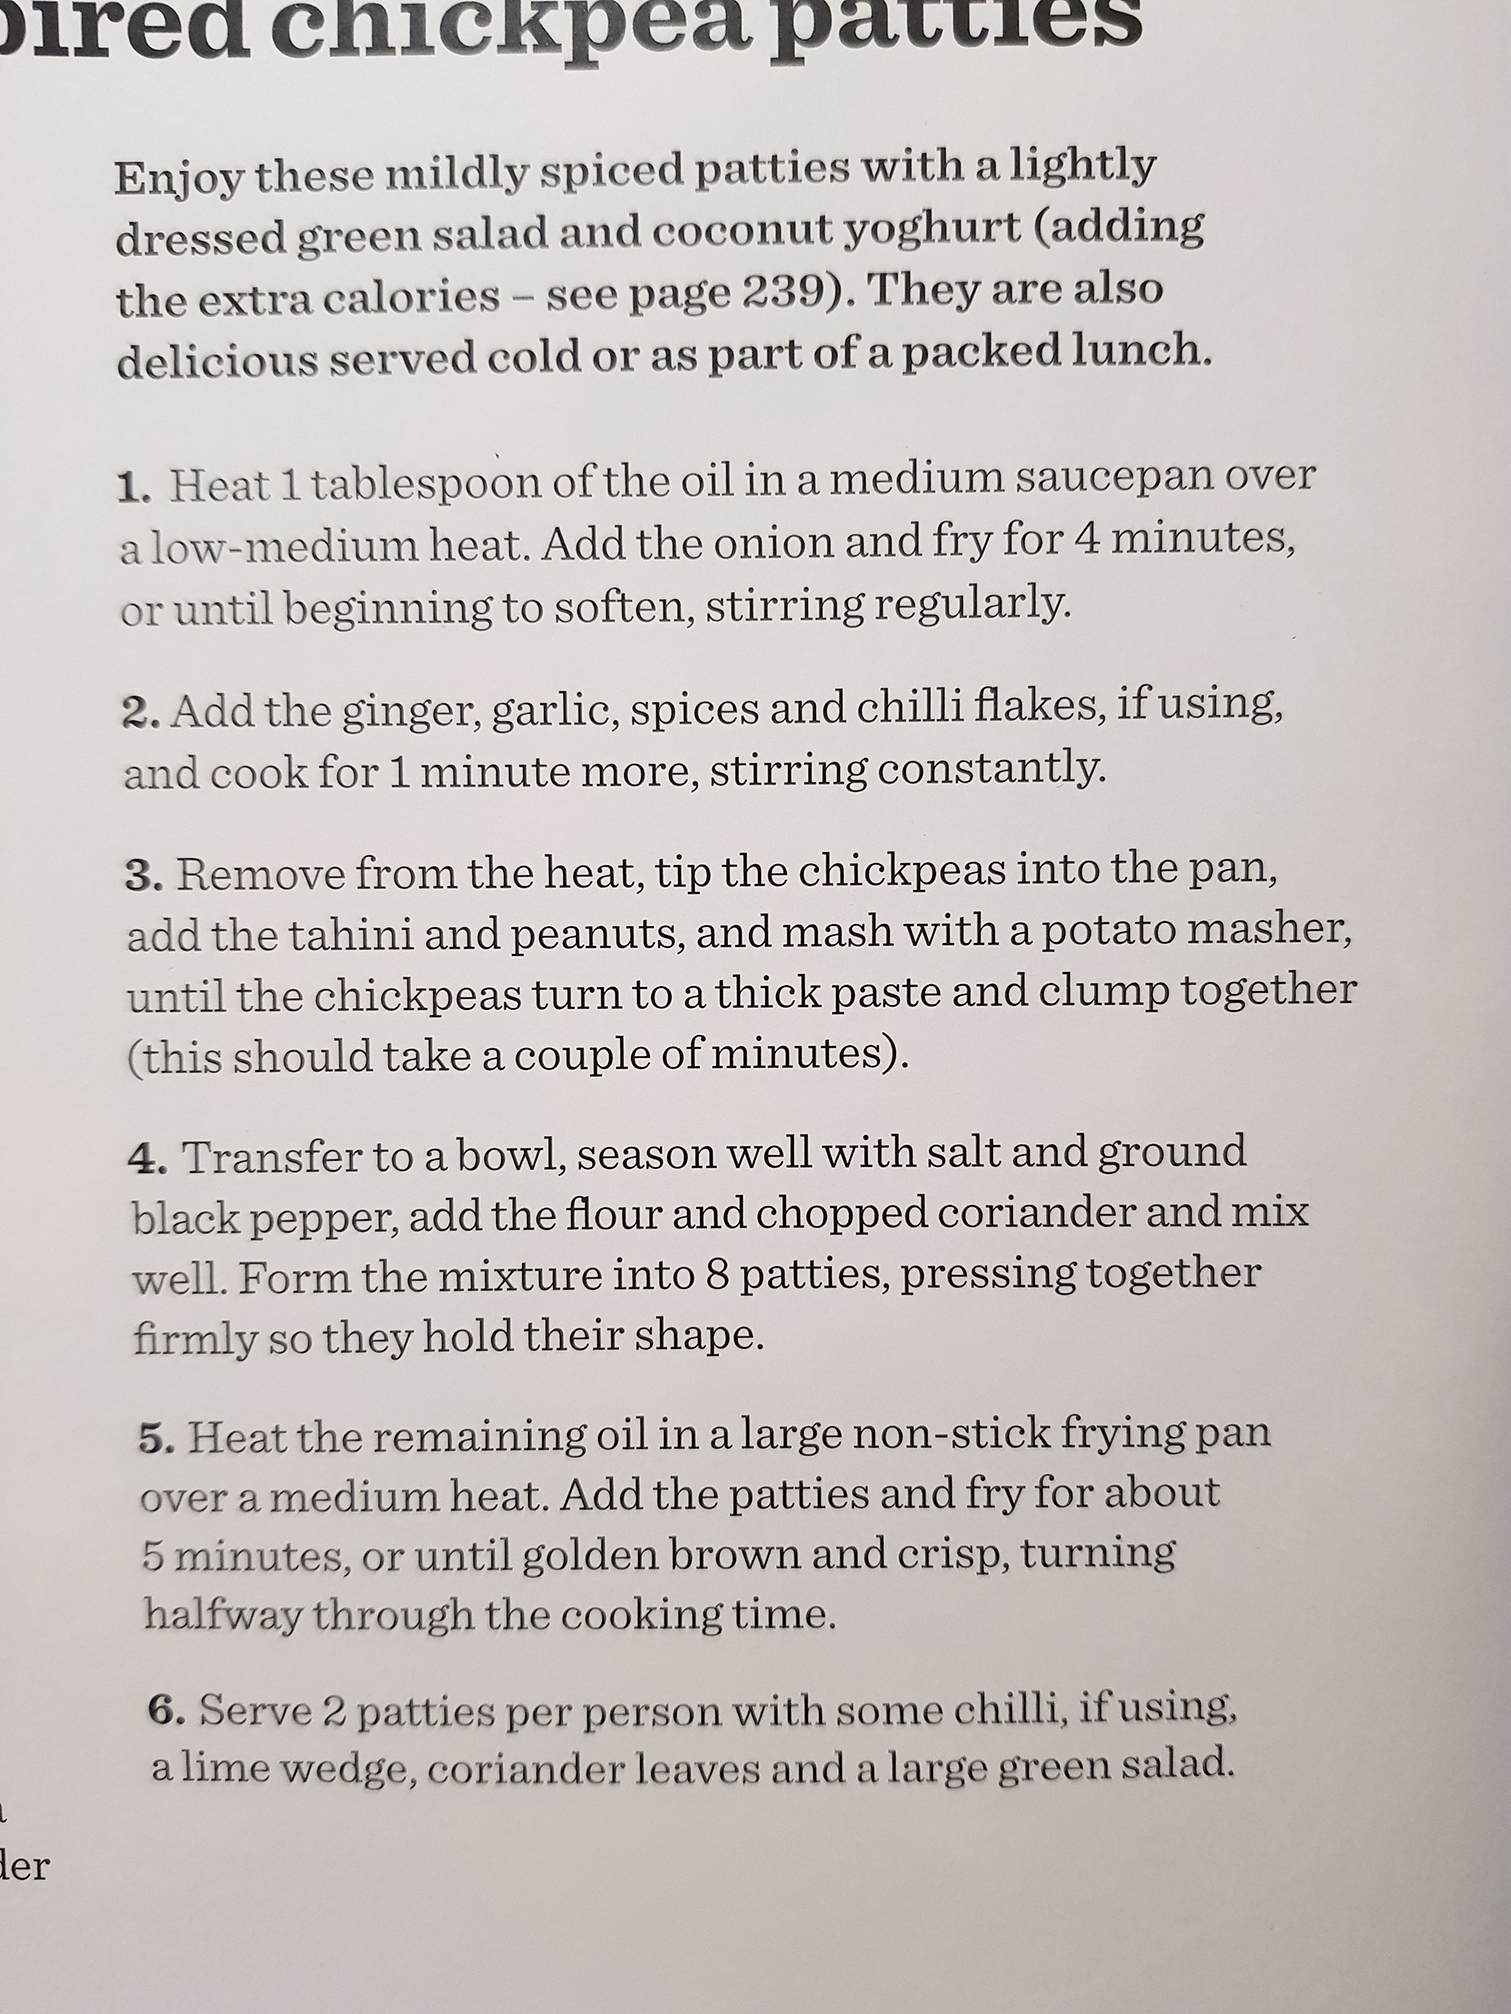 chickpea patties
Enjoy these mildly spiced patties with a lightly
dressed green salad and coconut yoghurt (adding
the extra calories – see page 239). They are also
delicious served cold or as part of a packed lunch.
1. Heat 1 tablespoon of the oil in a medium saucepan over
a low-medium heat. Add the onion and fry for 4 minutes,
or until beginning to soften, stirring regularly.
2. Add the ginger, garlic, spices and chilli flakes, if using,
and cook for 1 minute more, stirring constantly.
3. Remove from the heat, tip the chickpeas into the pan,
add the tahini and peanuts, and mash with a potato masher,
until the chickpeas turn to a thick paste and clump together
(this should take a couple of minutes).
4. Transfer to a bowl, season well with salt and ground
black pepper, add the flour and chopped coriander and mix
well. Form the mixture into 8 patties, pressing together
firmly so they hold their shape.
5. Heat the remaining oil in a large non-stick frying pan
over a medium heat. Add the patties and fry for about
5 minutes, or until golden brown and crisp, turning
halfway through the cooking time.
6. Serve 2 patties per person with some chilli, if using,
a lime wedge, coriander leaves and a large green salad.